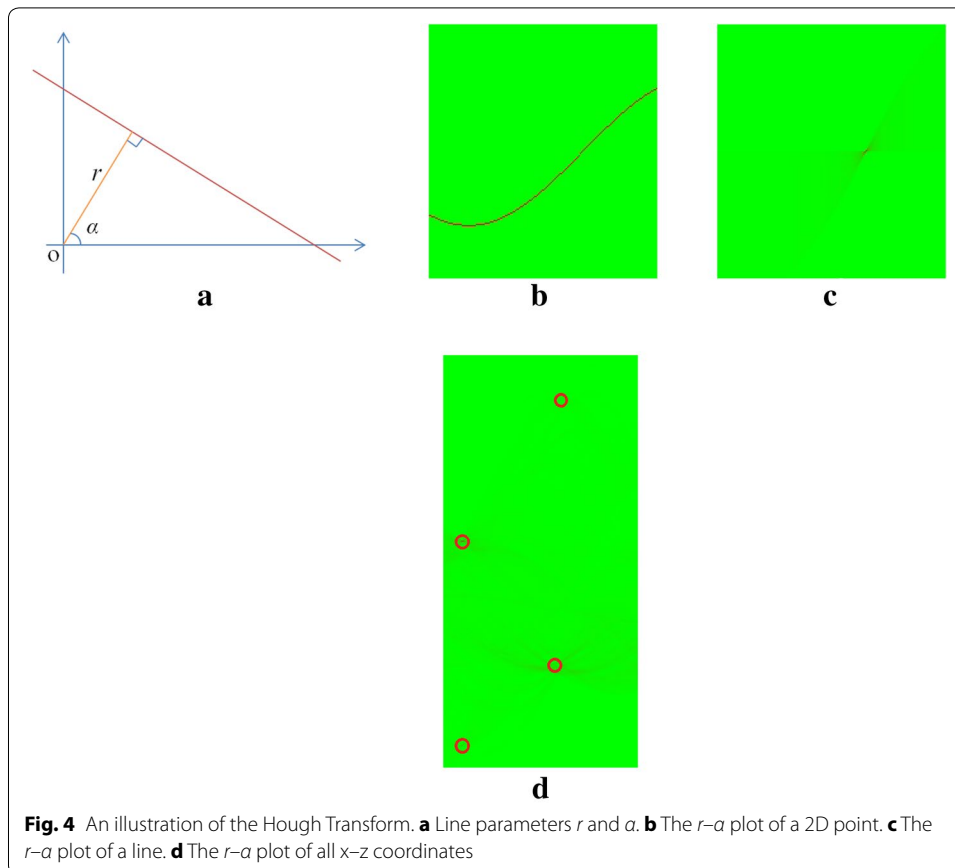 r
α
O
a
b
c
d
Fig. 4 An illustration of the Hough Transform. a Line parameters r and α. b The r–α plot of a 2D point. c The
r–α plot of a line. d The r–α plot of all x–z coordinates